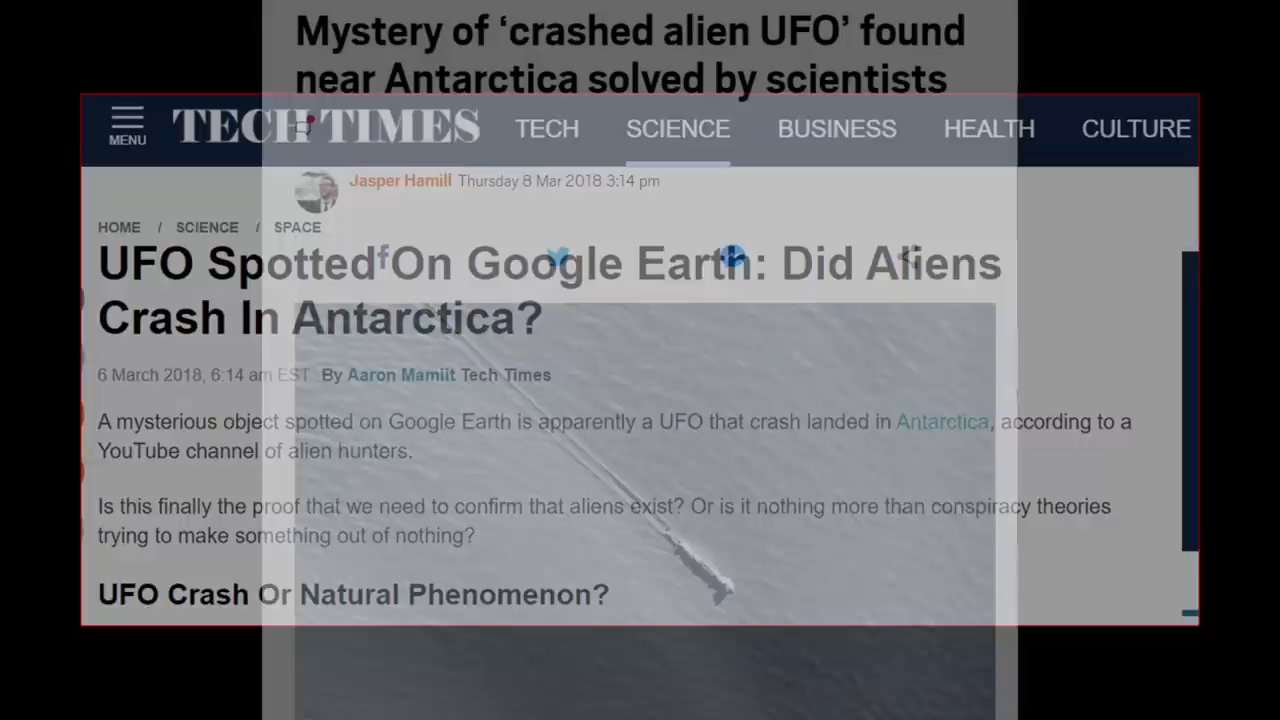 Mystery of ‘crashed alien UFO’ found
near Antarctica solved by scientists
MENU
TECH TIMES
TECH
SCIENCE
BUSINESS
HEALTH
CULTURE
Jasper Hamill Thursday 8 Mar 2018 3:14 pm
HOME / SCIENCE / SPACE
UFO Spotted On Google Earth: Did Aliens
Crash In Antarctica?
6 March 2018, 6:14 am EST By Aaron Mamiit Tech Times
A mysterious object spotted on Google Earth is apparently a UFO that crash landed in Antarctica, according to a
YouTube channel of alien hunters.
Is this finally the proof that we need to confirm that aliens exist? Or is it nothing more than conspiracy theories
trying to make something out of nothing?
UFO Crash Or Natural Phenomenon?